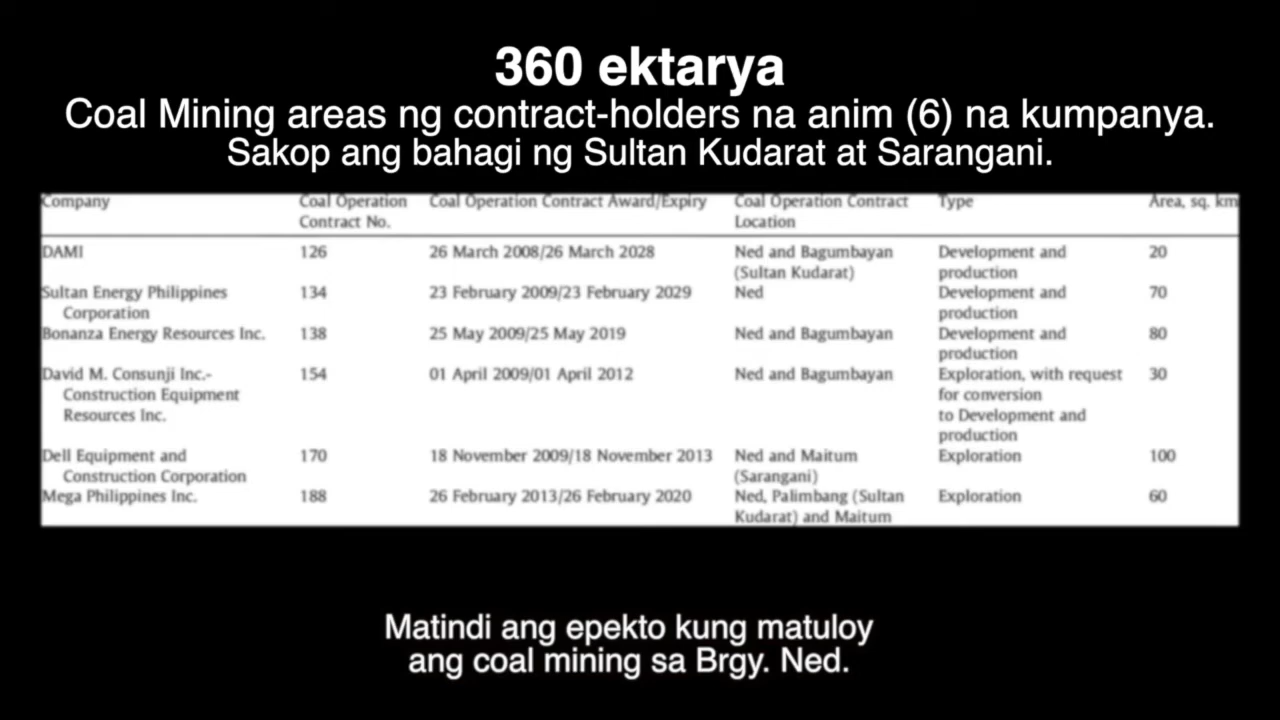 360 ektarya
Coal Mining areas ng contract-holders na anim (6) na kumpanya.
Sakop ang bahagi ng Sultan Kudarat at Sarangani.
Company Coal Operation Contract No. Coal Operation Contract Award/Expiry Coal Operation Contract Location Type Area, sq. km
DAMI 126 26 March 2008/26 March 2028 Ned and Bagumbayan (Sultan Kudarat) Development and production 20
Sultan Energy Philippines Corporation 134 23 February 2009/23 February 2029 Ned Development and production 70
Bonanza Energy Resources Inc. 138 25 May 2009/25 May 2019 Ned and Bagumbayan Development and production 80
David M. Consunji Inc.-Construction Equipment Resources Inc. 154 01 April 2009/01 April 2012 Ned and Bagumbayan Exploration, with request for conversion to Development and production 30
Dell Equipment and Construction Corporation 170 18 November 2009/18 November 2013 Ned and Maitum (Sarangani) Exploration 100
Mega Philippines Inc. 188 26 February 2013/26 February 2020 Ned, Palimbang (Sultan Kudarat) and Maitum Exploration 60
Matindi ang epekto kung matuloy
ang coal mining sa Brgy. Ned.